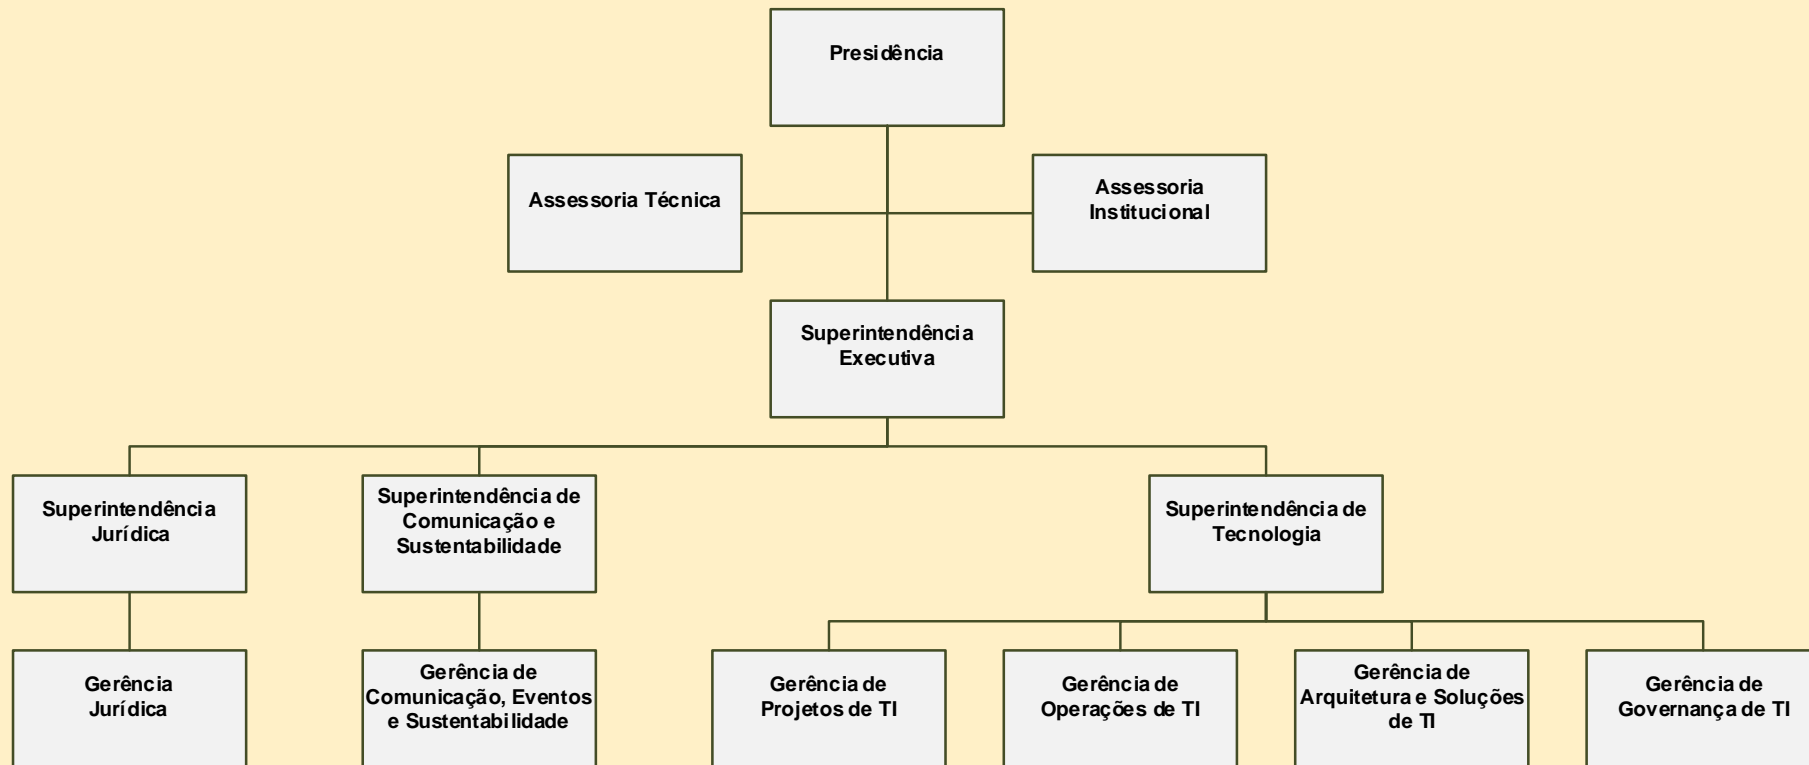 Presidência
Assessoria Técnica
Assessoria
Institucional
Superintendência
Executiva
Superintendência
Jurídica
Superintendência de
Comunicação e
Sustentabilidade
Superintendência de
Tecnologia
Gerência
Jurídica
Gerência de
Comunicação, Eventos
e Sustentabilidade
Gerência de
Projetos de TI
Gerência de
Operações de TI
Gerência de
Arquitetura e Soluções
de TI
Gerência de
Governança de TI